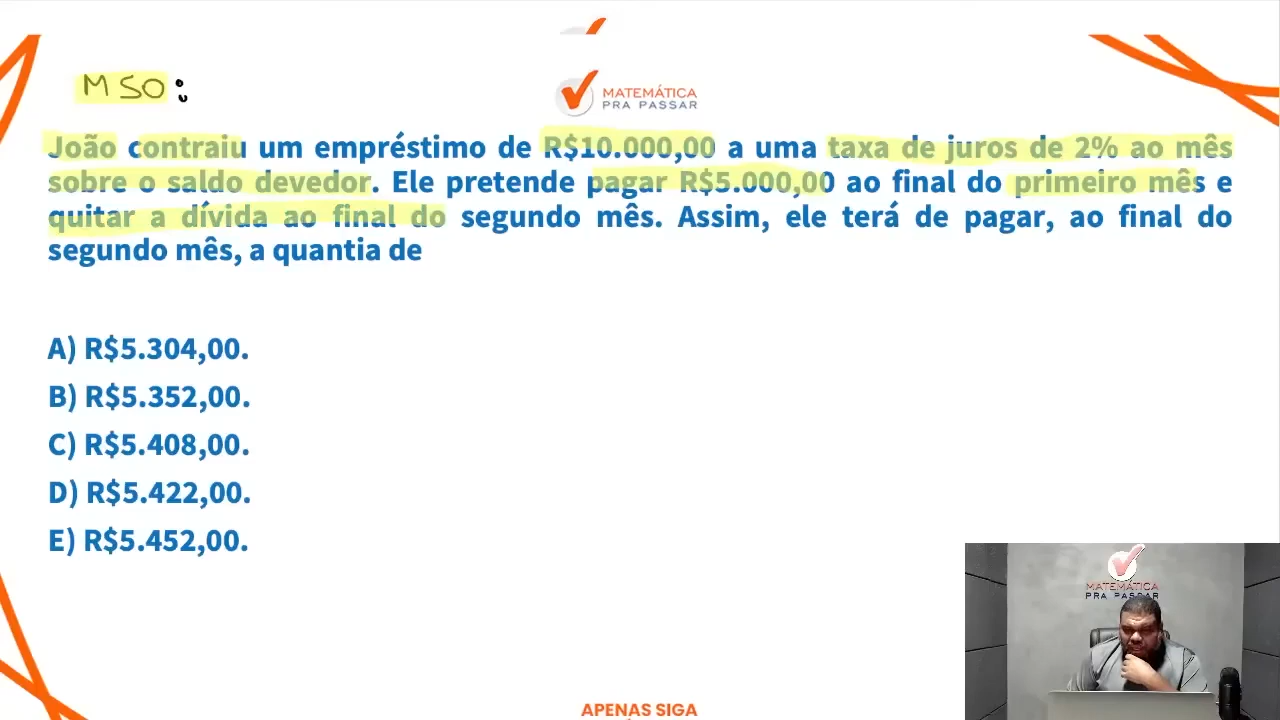 MSO:
MATEMÁTICA
PRA PASSAR
João contraiu um empréstimo de R$10.000,00 a uma taxa de juros de 2% ao mês
sobre o saldo devedor. Ele pretende pagar R$5.000,00 ao final do primeiro mês e
quitar a dívida ao final do segundo mês. Assim, ele terá de pagar, ao final do
segundo mês, a quantia de
A) R$5.304,00.
B) R$5.352,00.
C) R$5.408,00.
D) R$5.422,00.
E) R$5.452,00.
MATEMÁTICA
PRA PASSAR
APENAS SIGA